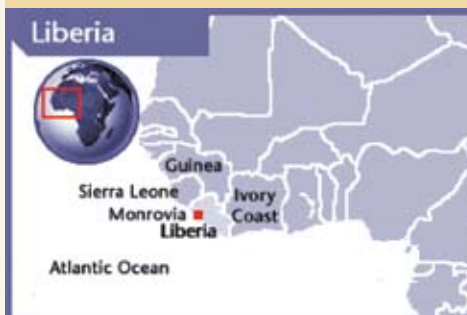 Liberia
Guinea
Sierra Leone
Ivory
Coast
Monrovia
Liberia
Atlantic Ocean